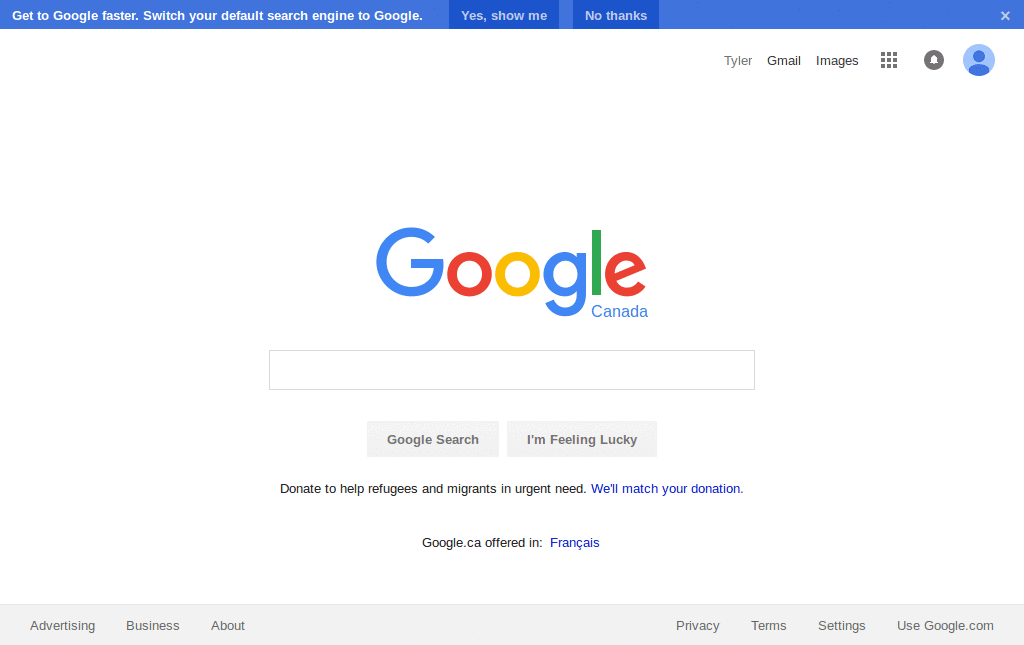 Get to Google faster. Switch your default search engine to Google. Yes, show me No thanks ×
Tyler Gmail Images
Google
Canada
Google Search I'm Feeling Lucky
Donate to help refugees and migrants in urgent need. We'll match your donation.
Google.ca offered in: Français
Advertising Business About Privacy Terms Settings Use Google.com